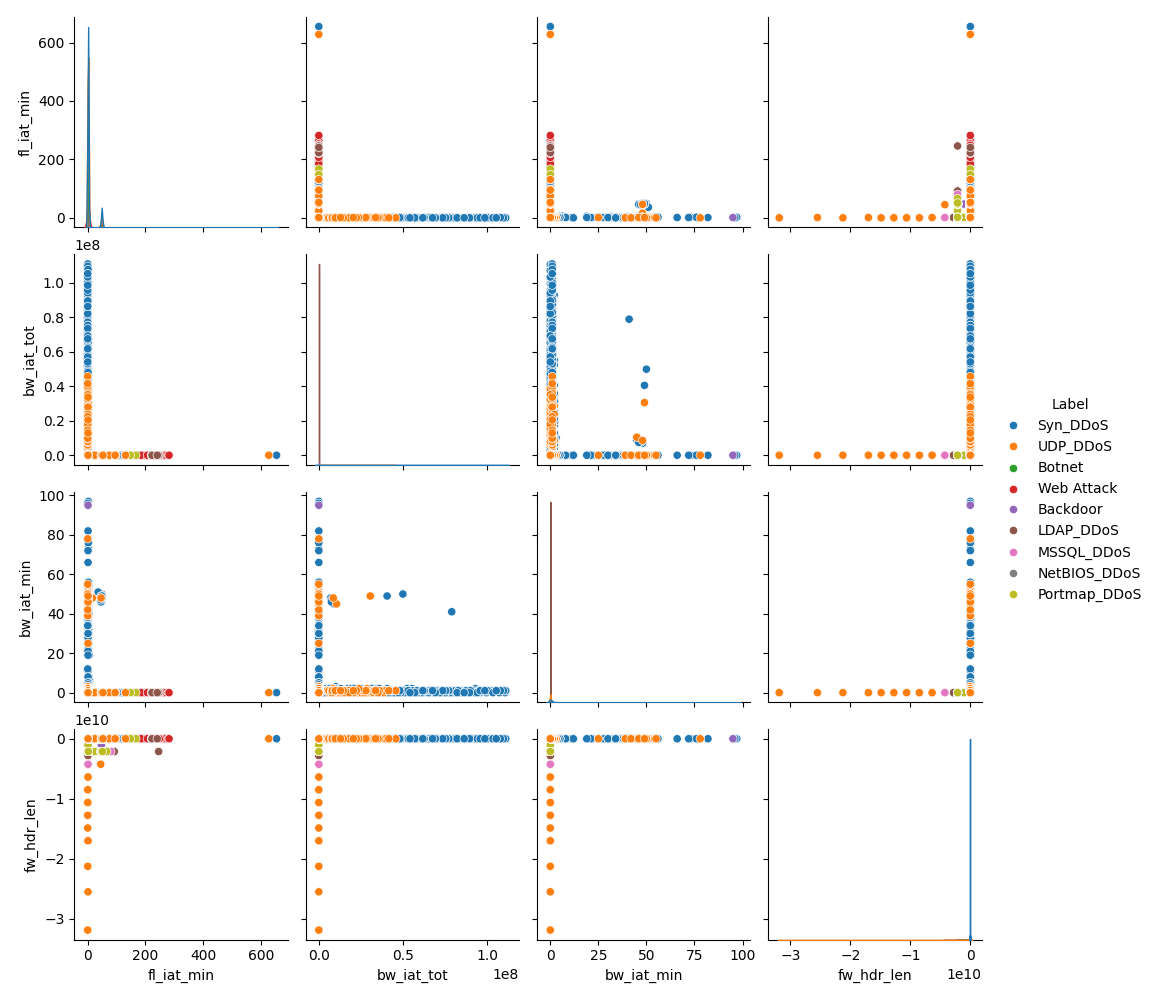 600
400
200
0
fl_iat_min
1e8
1.0
0.8
0.6
0.4
0.2
0.0
bw_iat_tot
100
80
60
40
20
0
bw_iat_min
1e10
0
−1
−2
−3
fw_hdr_len
0 200 400 600
fl_iat_min
0.0 0.5 1.0
1e8
bw_iat_tot
0 25 50 75 100
bw_iat_min
−3 −2 −1 0
1e10
fw_hdr_len
Label
Syn_DDoS
UDP_DDoS
Botnet
Web Attack
Backdoor
LDAP_DDoS
MSSQL_DDoS
NetBIOS_DDoS
Portmap_DDoS